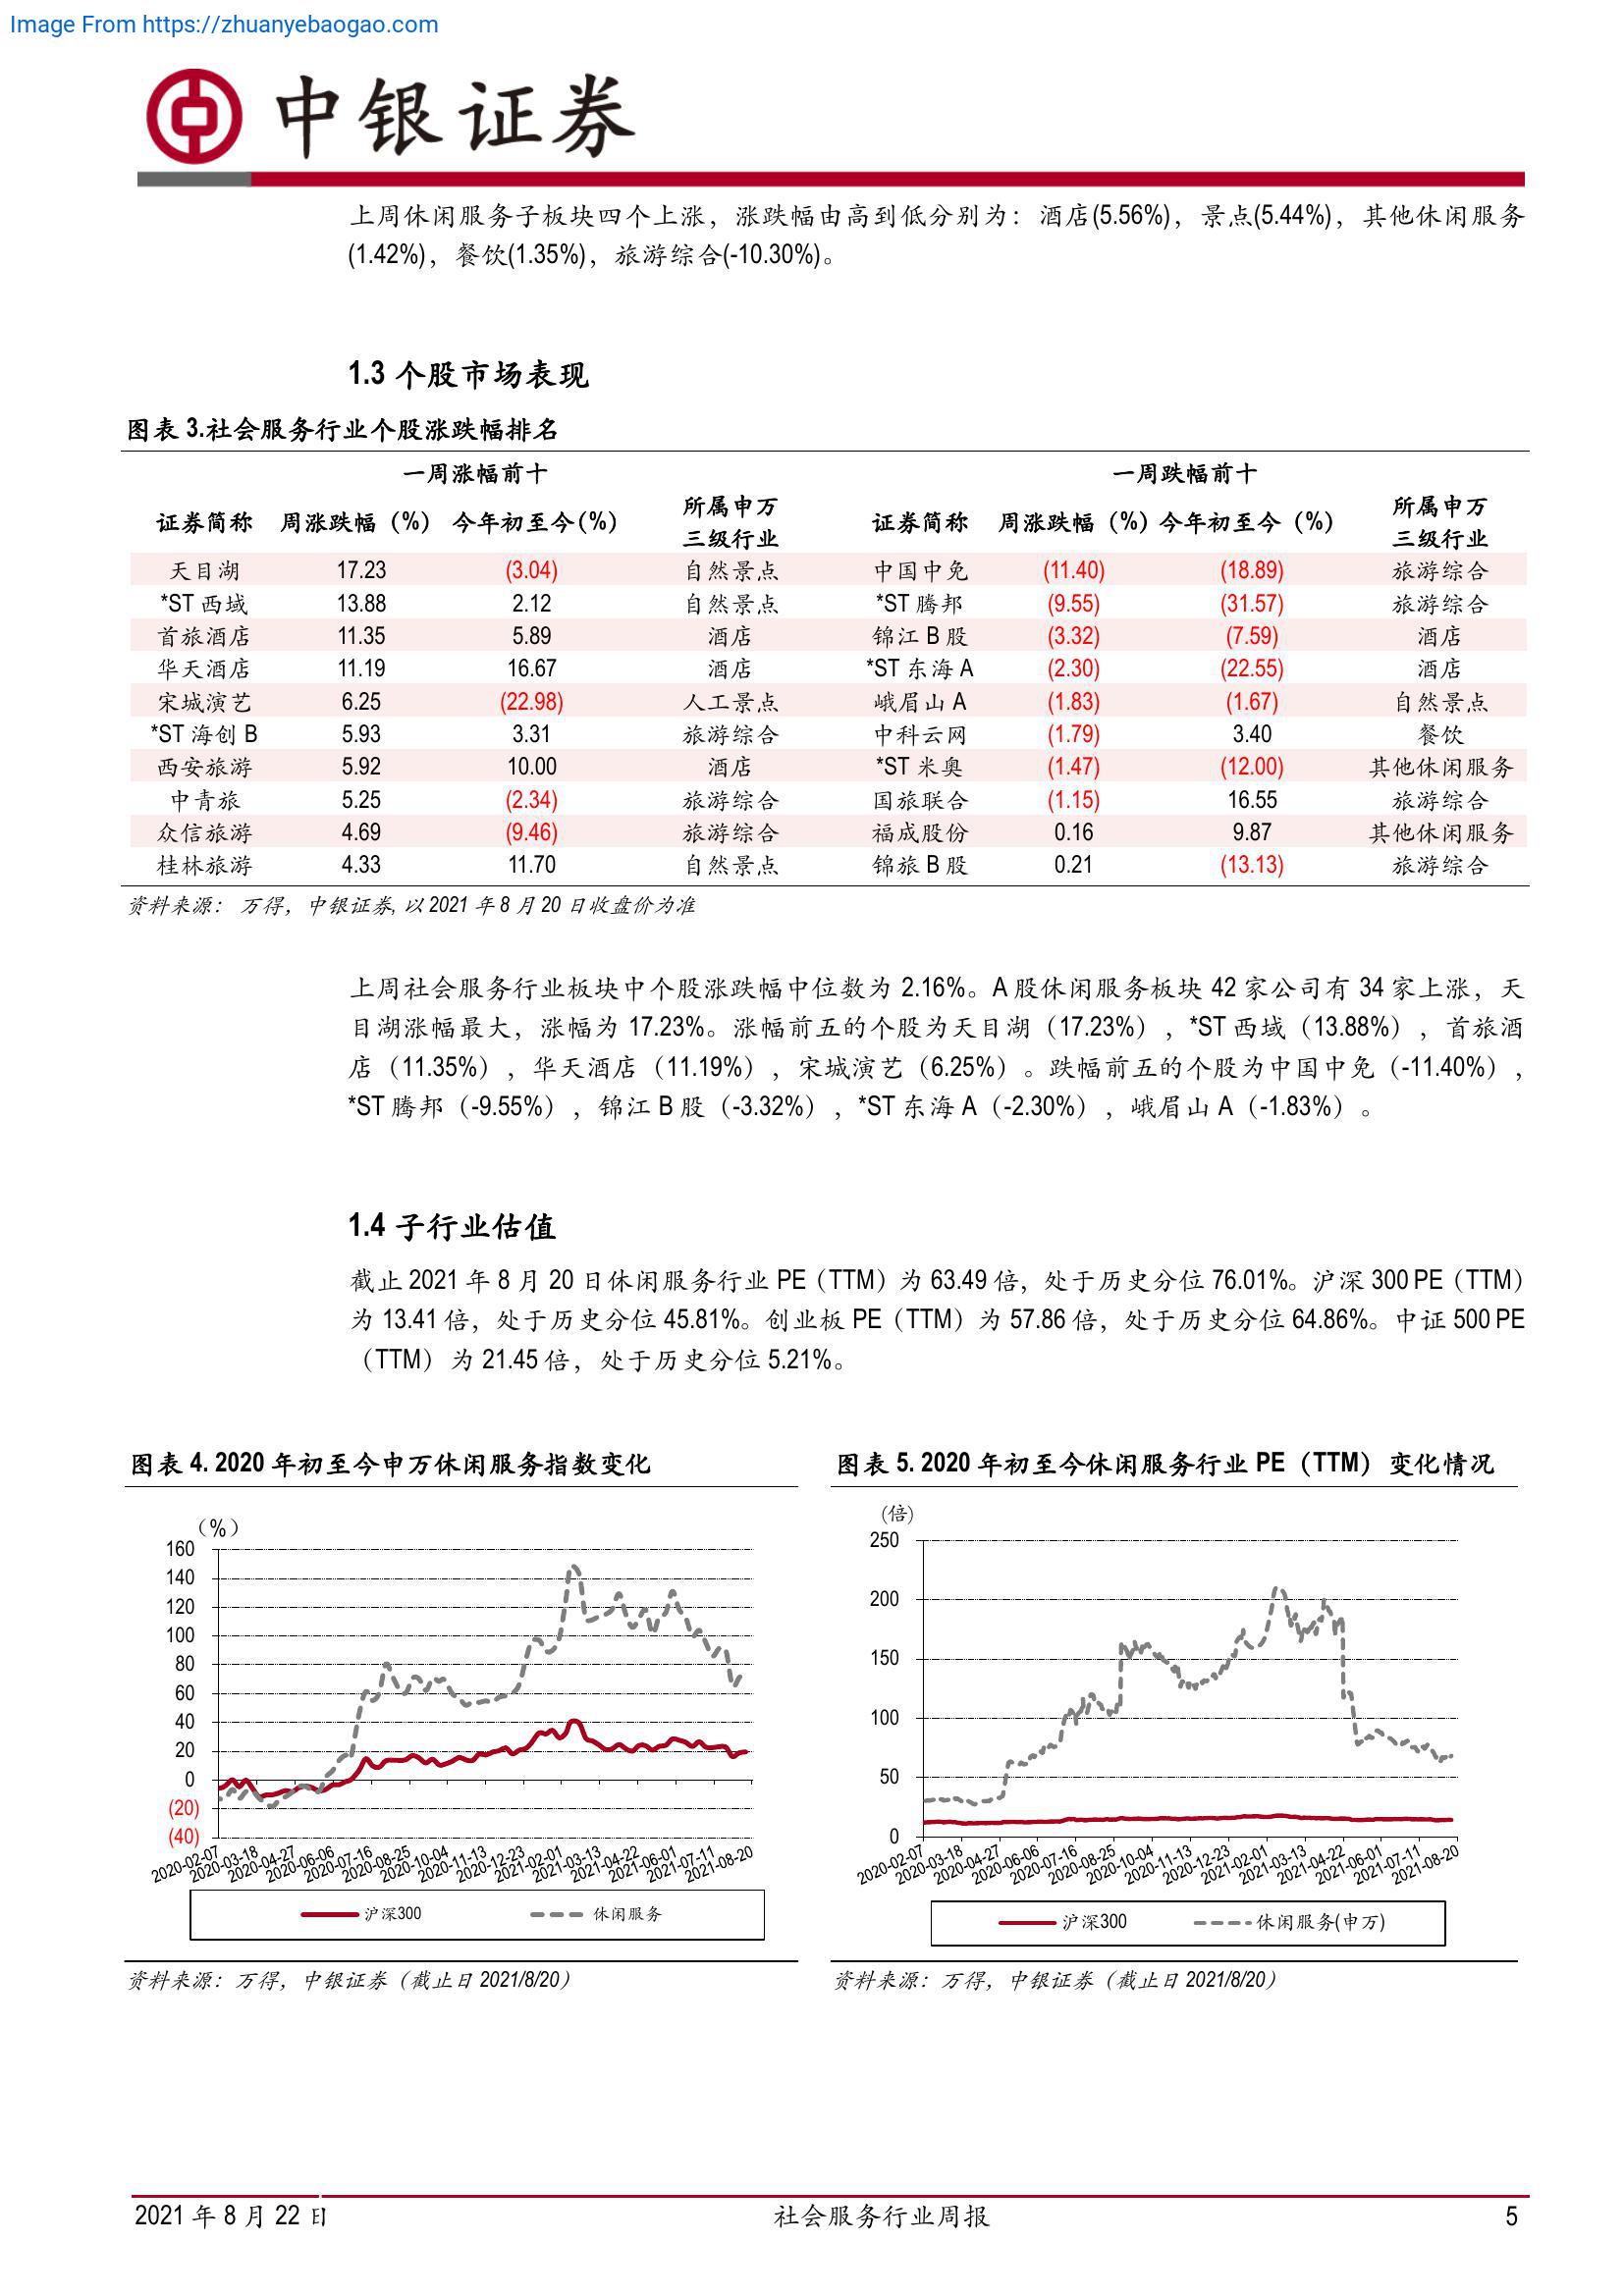 Image From https://zhuanyebaogao.com
中银证券
上周休闲服务子板块四个上涨，涨跌幅由高到低分别为：酒店(5.56%)，景点(5.44%)，其他休闲服务
(1.42%)，餐饮(1.35%)，旅游综合(-10.30%)。
1.3 个股市场表现
图表 3.社会服务行业个股涨跌幅排名
一周涨幅前十 一周跌幅前十
证券简称 周涨跌幅（%） 今年初至今(%) 所属申万三级行业 证券简称 周涨跌幅（%） 今年初至今（%） 所属申万三级行业
天目湖 17.23 (3.04) 自然景点 中国中免 (11.40) (18.89) 旅游综合
*ST 西域 13.88 2.12 自然景点 *ST 腾邦 (9.55) (31.57) 旅游综合
首旅酒店 11.35 5.89 酒店 锦江 B 股 (3.32) (7.59) 酒店
华天酒店 11.19 16.67 酒店 *ST 东海 A (2.30) (22.55) 酒店
宋城演艺 6.25 (22.98) 人工景点 峨眉山 A (1.83) (1.67) 自然景点
*ST 海创 B 5.93 3.31 旅游综合 中科云网 (1.79) 3.40 餐饮
西安旅游 5.92 10.00 酒店 *ST 米奥 (1.47) (12.00) 其他休闲服务
中青旅 5.25 (2.34) 旅游综合 国旅联合 (1.15) 16.55 旅游综合
众信旅游 4.69 (9.46) 旅游综合 福成股份 0.16 9.87 其他休闲服务
桂林旅游 4.33 11.70 自然景点 锦旅 B 股 0.21 (13.13) 旅游综合
资料来源： 万得，中银证券, 以 2021 年 8 月 20 日收盘价为准
上周社会服务行业板块中个股涨跌幅中位数为 2.16%。A 股休闲服务板块 42 家公司有 34 家上涨，天
目湖涨幅最大，涨幅为 17.23%。涨幅前五的个股为天目湖（17.23%）, *ST 西域（13.88%）, 首旅酒
店（11.35%）, 华天酒店（11.19%）, 宋城演艺（6.25%）。跌幅前五的个股为中国中免（-11.40%）,
*ST 腾邦（-9.55%）, 锦江 B 股（-3.32%）, *ST 东海 A（-2.30%）, 峨眉山 A（-1.83%）。
1.4 子行业估值
截止 2021 年 8 月 20 日休闲服务行业 PE（TTM）为 63.49 倍，处于历史分位 76.01%。沪深 300 PE（TTM）
为 13.41 倍，处于历史分位 45.81%。创业板 PE（TTM）为 57.86 倍，处于历史分位 64.86%。中证 500 PE
（TTM）为 21.45 倍，处于历史分位 5.21%。
图表 4. 2020 年初至今申万休闲服务指数变化
（%）
160
140
120
100
80
60
40
20
0
(20)
(40)
2020-02-07 2020-03-18 2020-04-27 2020-06-06 2020-07-16 2020-08-25 2020-10-04 2020-11-13 2020-12-23 2021-02-01 2021-03-13 2021-04-22 2021-06-01 2021-07-11 2021-08-20
沪深300 休闲服务
资料来源：万得，中银证券（截止日 2021/8/20）
图表 5. 2020 年初至今休闲服务行业 PE（TTM）变化情况
(倍)
250
200
150
100
50
0
2020-02-07 2020-03-18 2020-04-27 2020-06-06 2020-07-16 2020-08-25 2020-10-04 2020-11-13 2020-12-23 2021-02-01 2021-03-13 2021-04-22 2021-06-01 2021-07-11 2021-08-20
沪深300 休闲服务(申万)
资料来源：万得，中银证券（截止日 2021/8/20）
2021 年 8 月 22 日 社会服务行业周报 5